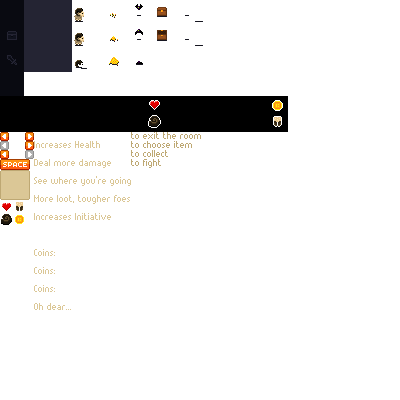 to exit the room
Increases Health
to choose item
to collect
Deal more damage
to fight
SPACE
See where you're going
More loot, tougher foes
Increases Initiative
Coins:
Coins:
Coins:
Oh dear...